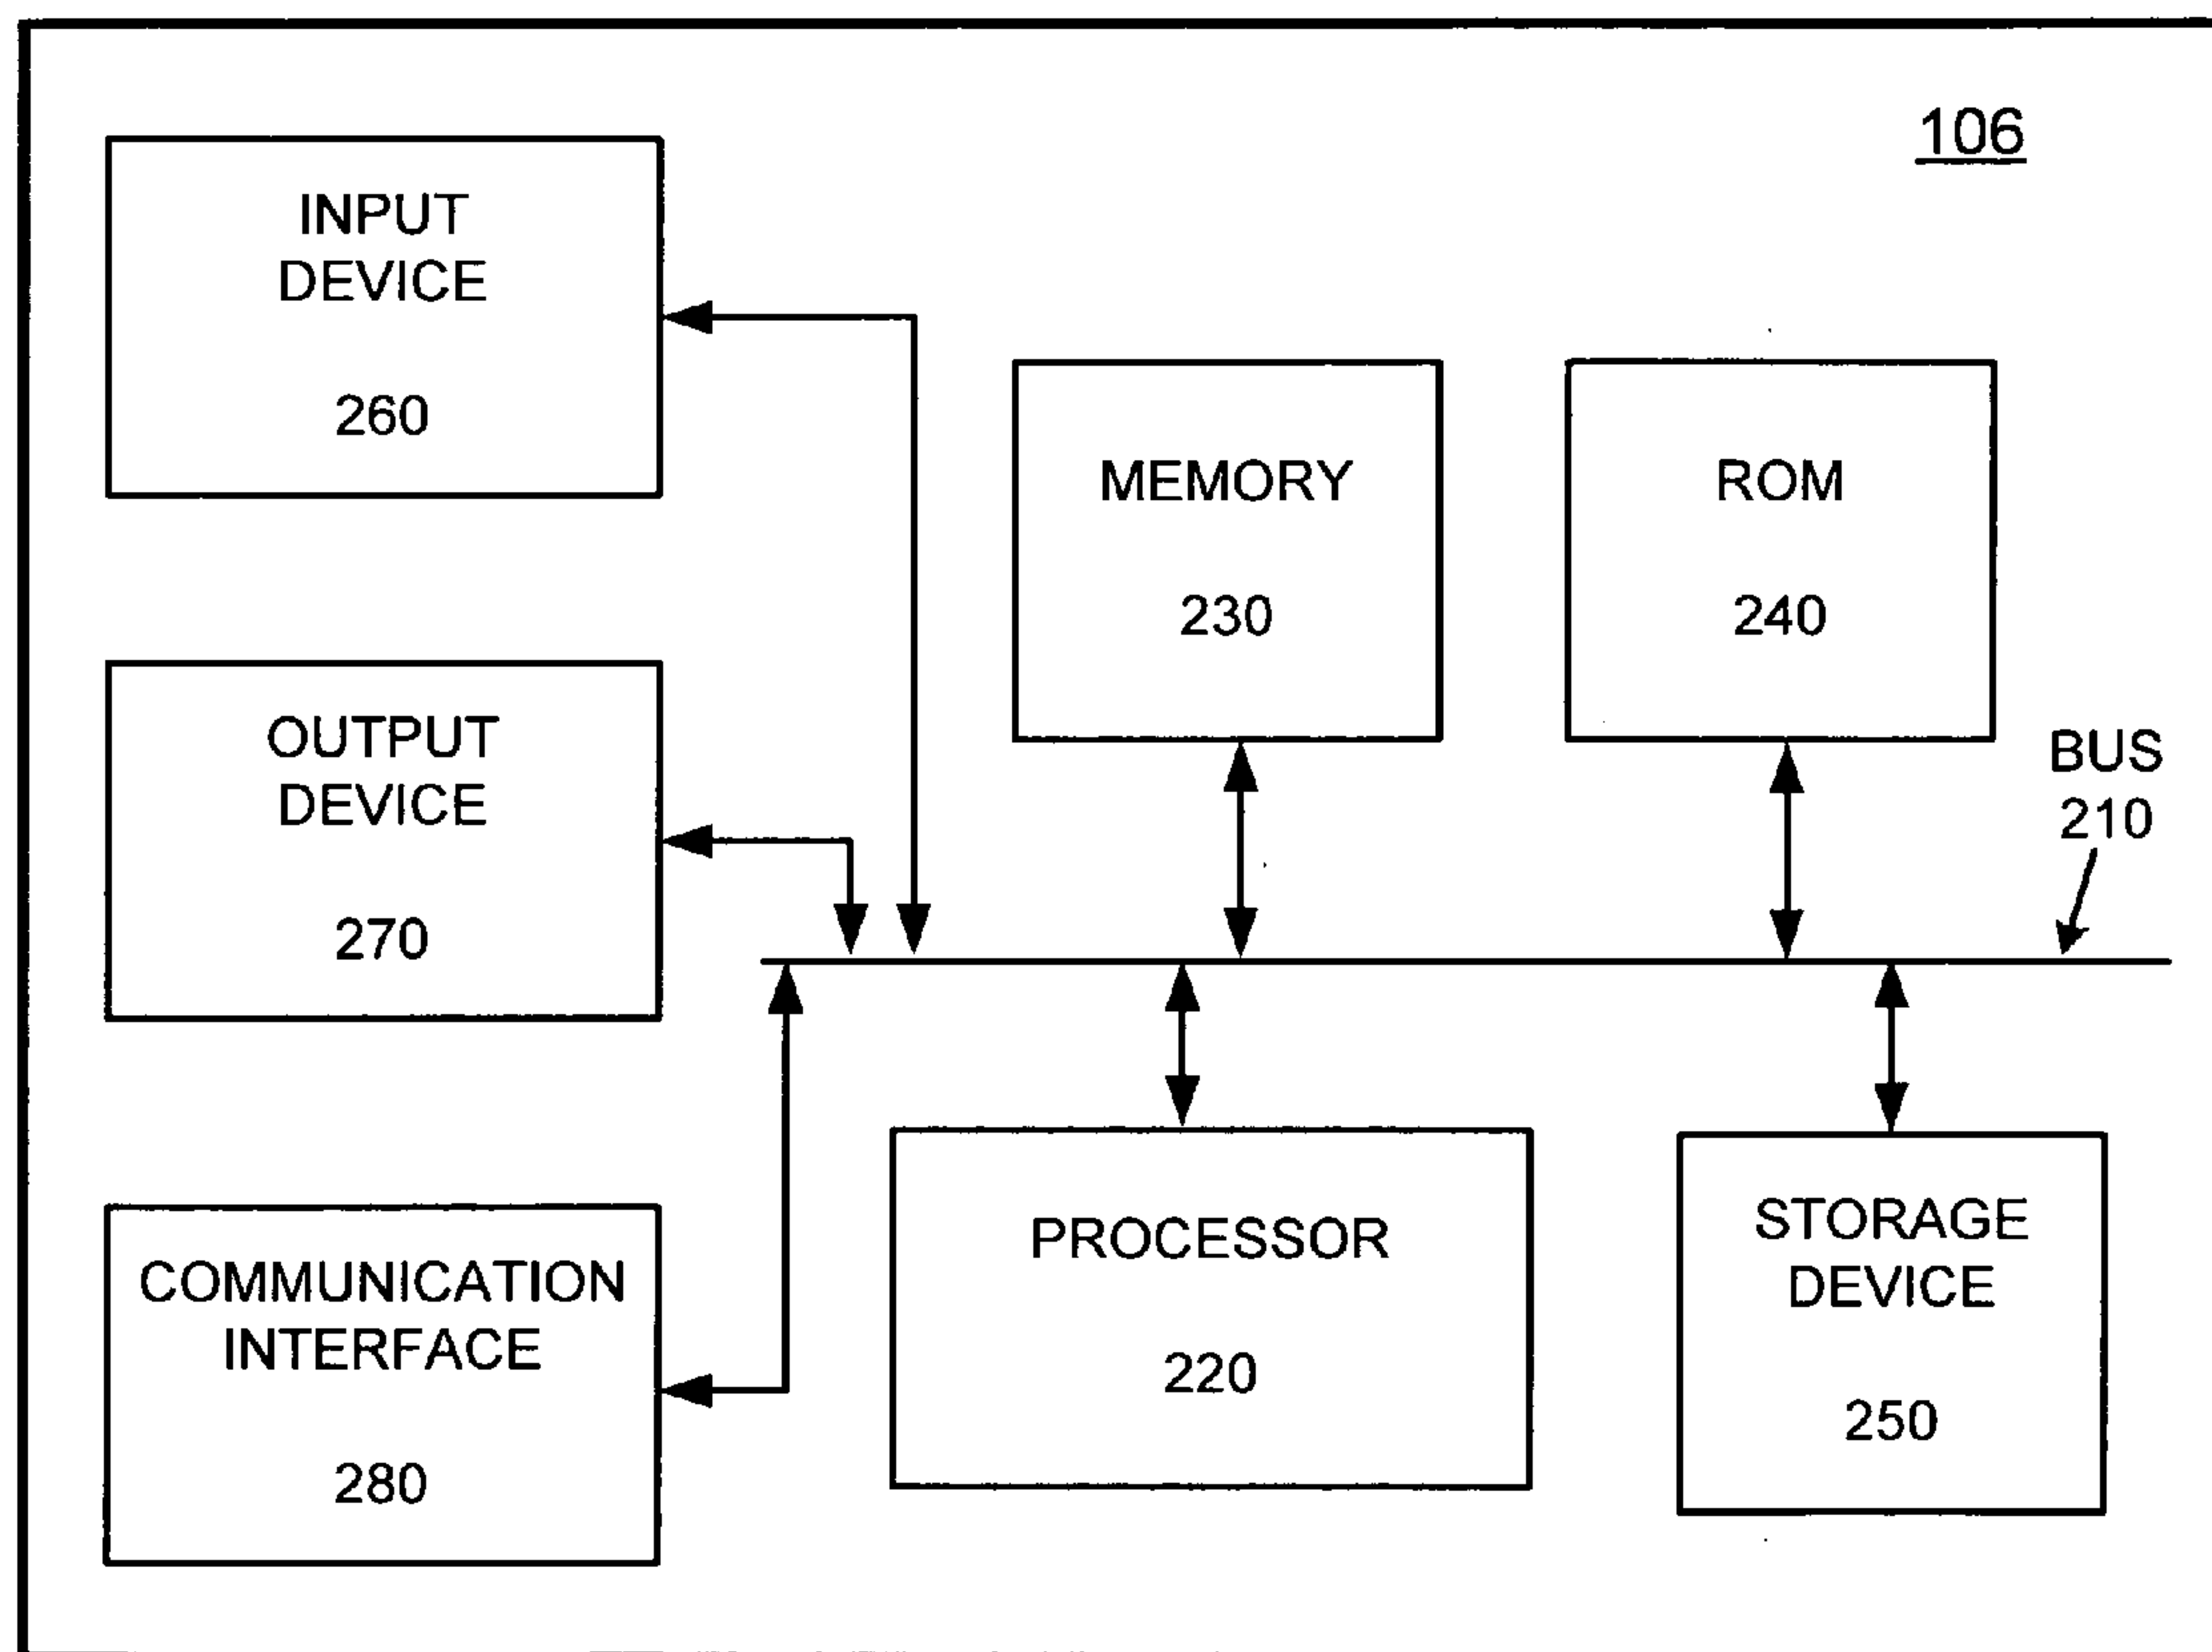 106
INPUT
DEVICE
260
MEMORY
230
ROM
240
OUTPUT
DEVICE
270
BUS
210
COMMUNICATION
INTERFACE
280
PROCESSOR
220
STORAGE
DEVICE
250